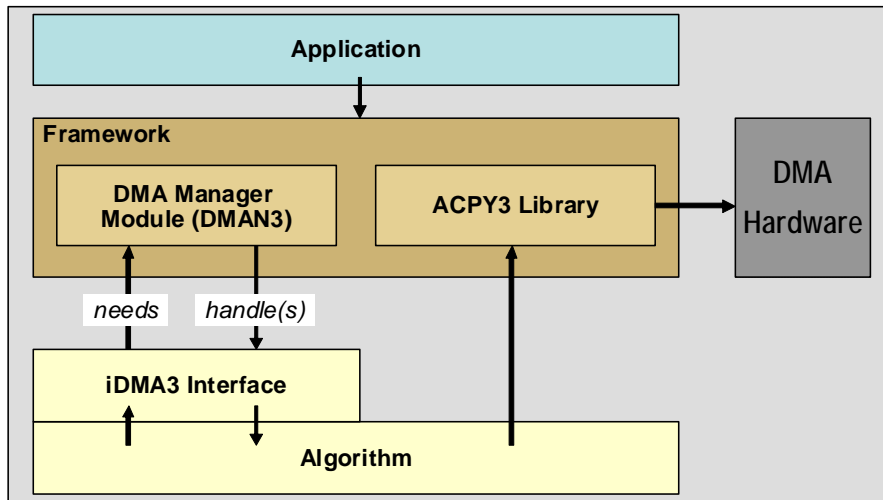 Application
Framework
DMA Manager
Module (DMAN3)
ACPY3 Library
DMA
Hardware
needs
handle(s)
iDMA3 Interface
Algorithm